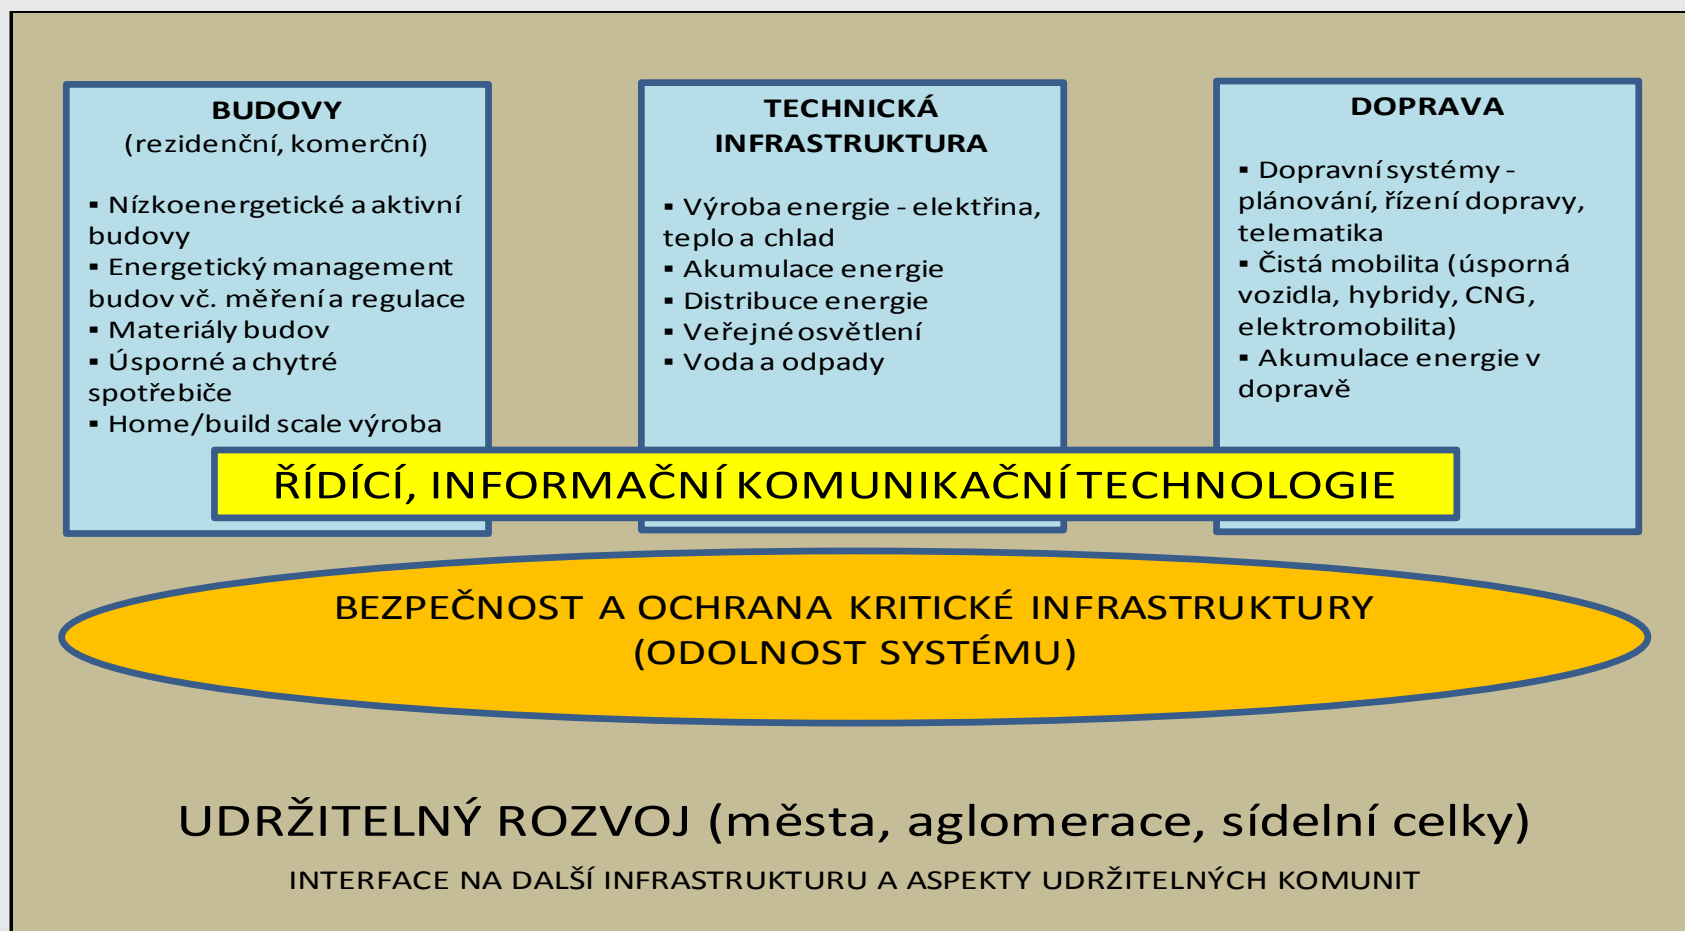 BUDOVY
(rezidenční, komerční)
▪ Nízkoenergetické a aktivní
budovy
▪ Energetický management
budov vč. měření a regulace
▪ Materiály budov
▪ Úsporné a chytré
spotřebiče
▪ Home/build scale výroba
TECHNICKÁ
INFRASTRUKTURA
▪ Výroba energie - elektřina,
teplo a chlad
▪ Akumulace energie
▪ Distribuce energie
▪ Veřejné osvětlení
▪ Voda a odpady
DOPRAVA
▪ Dopravní systémy -
plánování, řízení dopravy,
telematika
▪ Čistá mobilita (úsporná
vozidla, hybridy, CNG,
elektromobilita)
▪ Akumulace energie v
dopravě
ŘÍDÍCÍ, INFORMAČNÍ KOMUNIKAČNÍ TECHNOLOGIE
BEZPEČNOST A OCHRANA KRITICKÉ INFRASTRUKTURY
(ODOLNOST SYSTÉMU)
UDRŽITELNÝ ROZVOJ (města, aglomerace, sídelní celky)
INTERFACE NA DALŠÍ INFRASTRUKTURU A ASPEKTY UDRŽITELNÝCH KOMUNIT